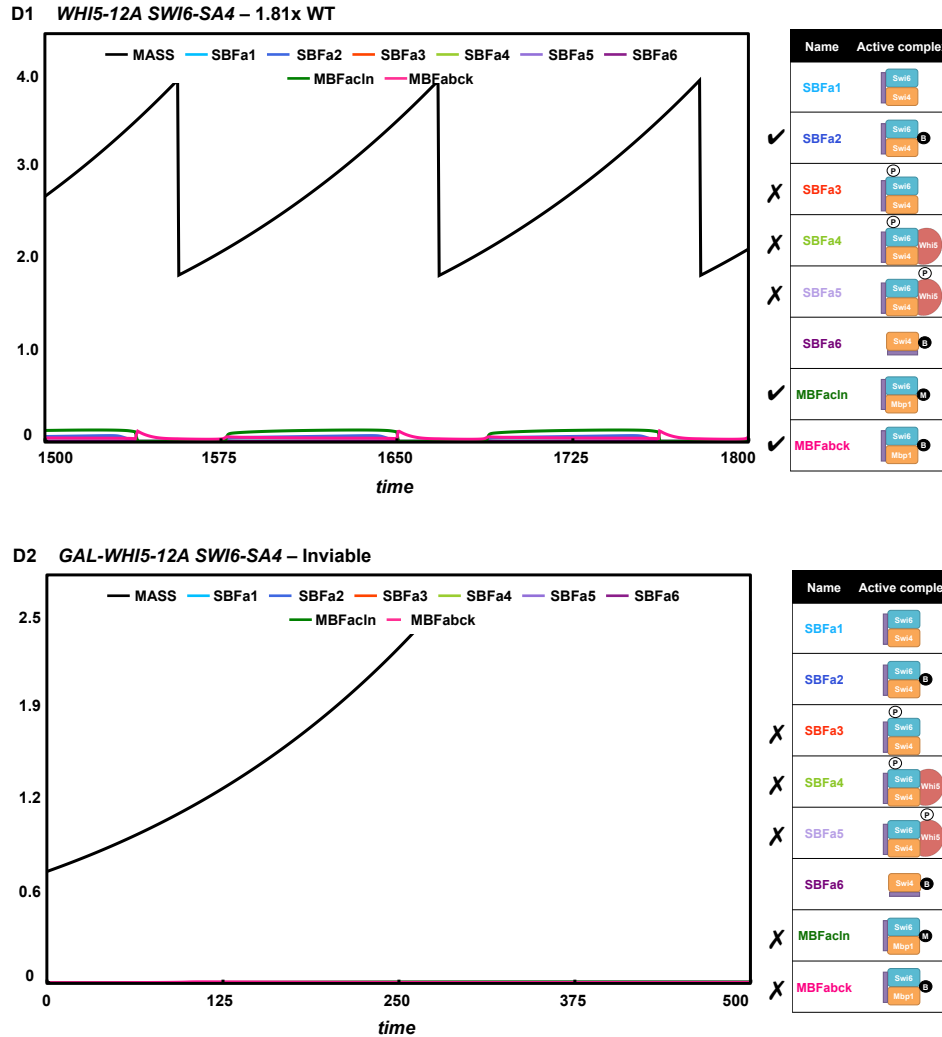 D1 WHI5-12A SWI6-SA4 – 1.81x WT
MASS SBFa1 SBFa2 SBFa3 SBFa4 SBFa5 SBFa6
MBFacln MBFabck
4.0
3.0
2.0
1.0
0
1500 1575 1650 1725 1800
time
Name Active comple
SBFa1 Swi6
Swi4
✔ SBFa2 Swi6
Swi4 B
✗ SBFa3 P
Swi6
Swi4
✗ SBFa4 P
Swi6
Swi4 Whi5
✗ SBFa5 P
Swi6
Swi4 Whi5
SBFa6 Swi4 B
✔ MBFacln Swi6
Mbp1 M
✔ MBFabck Swi6
Mbp1 B
D2 GAL-WHI5-12A SWI6-SA4 – Inviable
MASS SBFa1 SBFa2 SBFa3 SBFa4 SBFa5 SBFa6
MBFacln MBFabck
2.5
1.9
1.2
0.6
0
0 125 250 375 500
time
Name Active comple
SBFa1 Swi6
Swi4
SBFa2 Swi6
Swi4 B
✗ SBFa3 P
Swi6
Swi4
✗ SBFa4 P
Swi6
Swi4 Whi5
✗ SBFa5 P
Swi6
Swi4 Whi5
SBFa6 Swi4 B
✗ MBFacln Swi6
Mbp1 M
✗ MBFabck Swi6
Mbp1 B